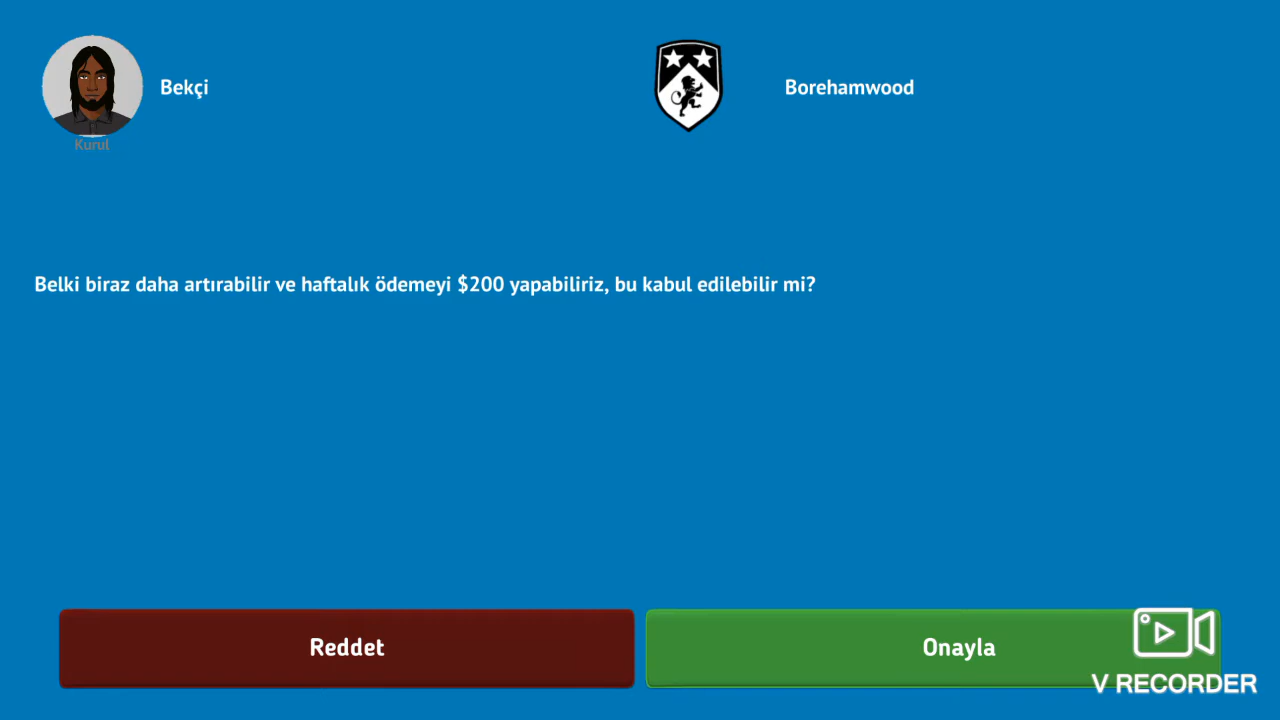 Bekçi
Borehamwood
Kurul
Belki biraz daha artırabilir ve haftalık ödemeyi $200 yapabiliriz, bu kabul edilebilir mi?
Reddet
Onayla
V RECORDER